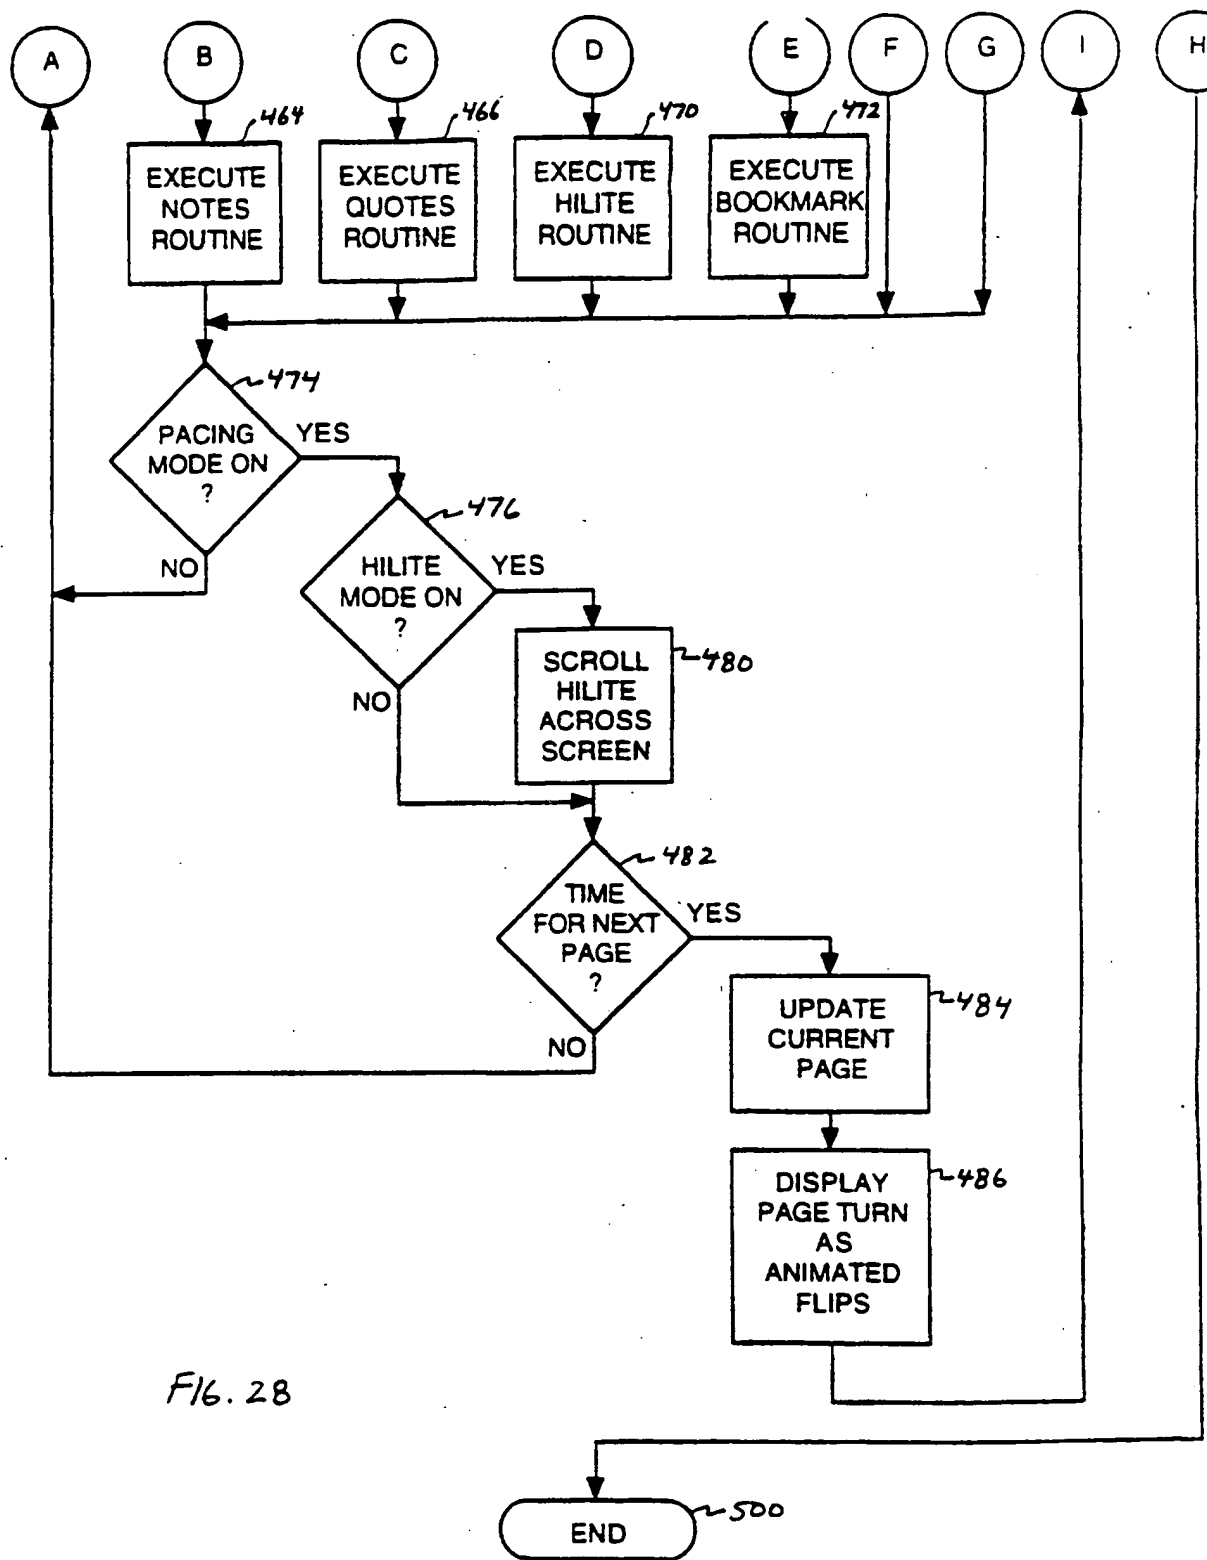 A
B
C
D
E
F
G
I
H
464
466
470
472
EXECUTE
NOTES
ROUTINE
EXECUTE
QUOTES
ROUTINE
EXECUTE
HILITE
ROUTINE
EXECUTE
BOOKMARK
ROUTINE
474
PACING
MODE ON
?
YES
NO
476
HILITE
MODE ON
?
YES
NO
480
SCROLL
HILITE
ACROSS
SCREEN
482
TIME
FOR NEXT
PAGE
?
YES
NO
484
UPDATE
CURRENT
PAGE
486
DISPLAY
PAGE TURN
AS
ANIMATED
FLIPS
FIG. 28
500
END